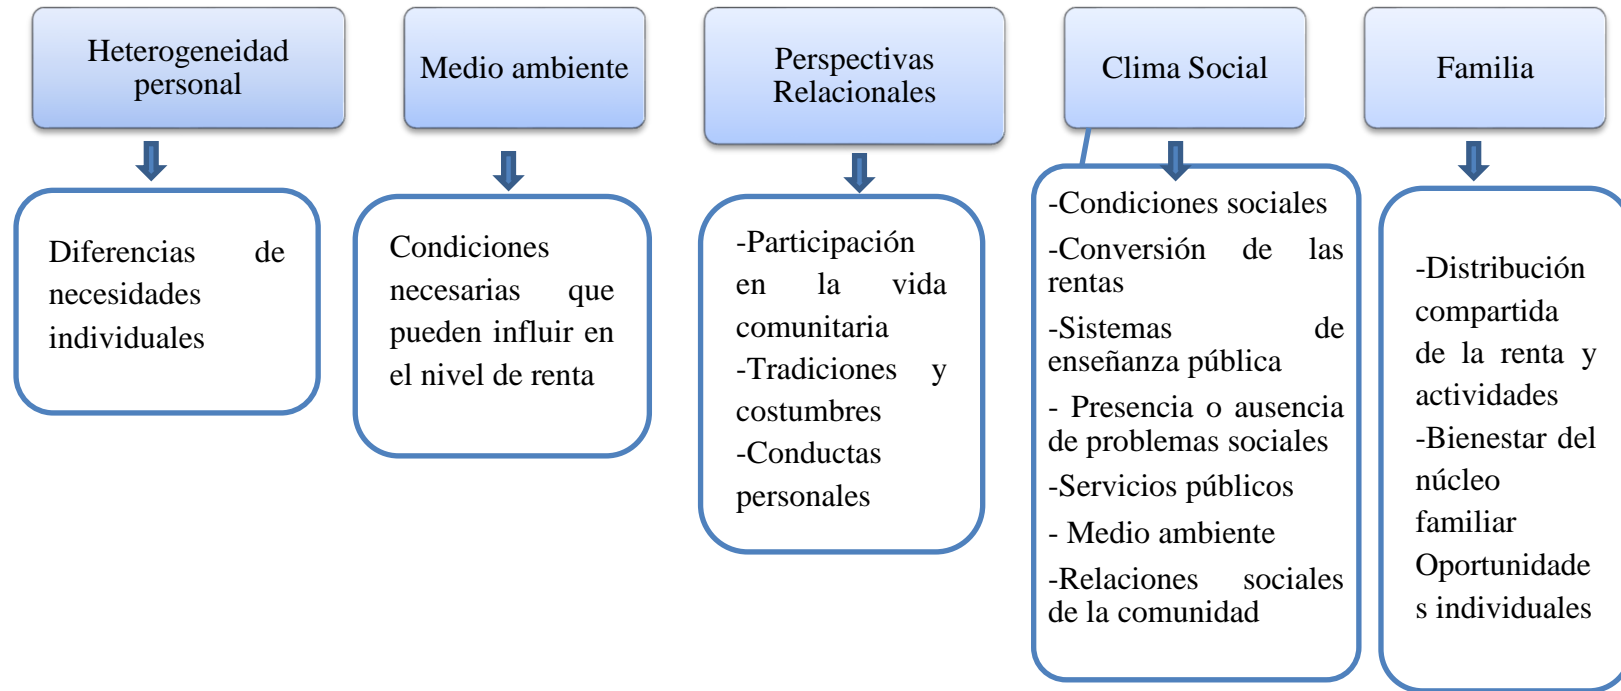 Heterogeneidad
personal
Medio ambiente
Perspectivas
Relacionales
Clima Social
Familia
Diferencias de
necesidades
individuales
Condiciones
necesarias que
pueden influir en
el nivel de renta
-Participación
en la vida
comunitaria
-Tradiciones y
costumbres
-Conductas
personales
-Condiciones sociales
-Conversión de las
rentas
-Sistemas de
enseñanza pública
- Presencia o ausencia
de problemas sociales
-Servicios públicos
- Medio ambiente
-Relaciones sociales
de la comunidad
-Distribución
compartida
de la renta y
actividades
-Bienestar del
núcleo
familiar
Oportunidade
s individuales